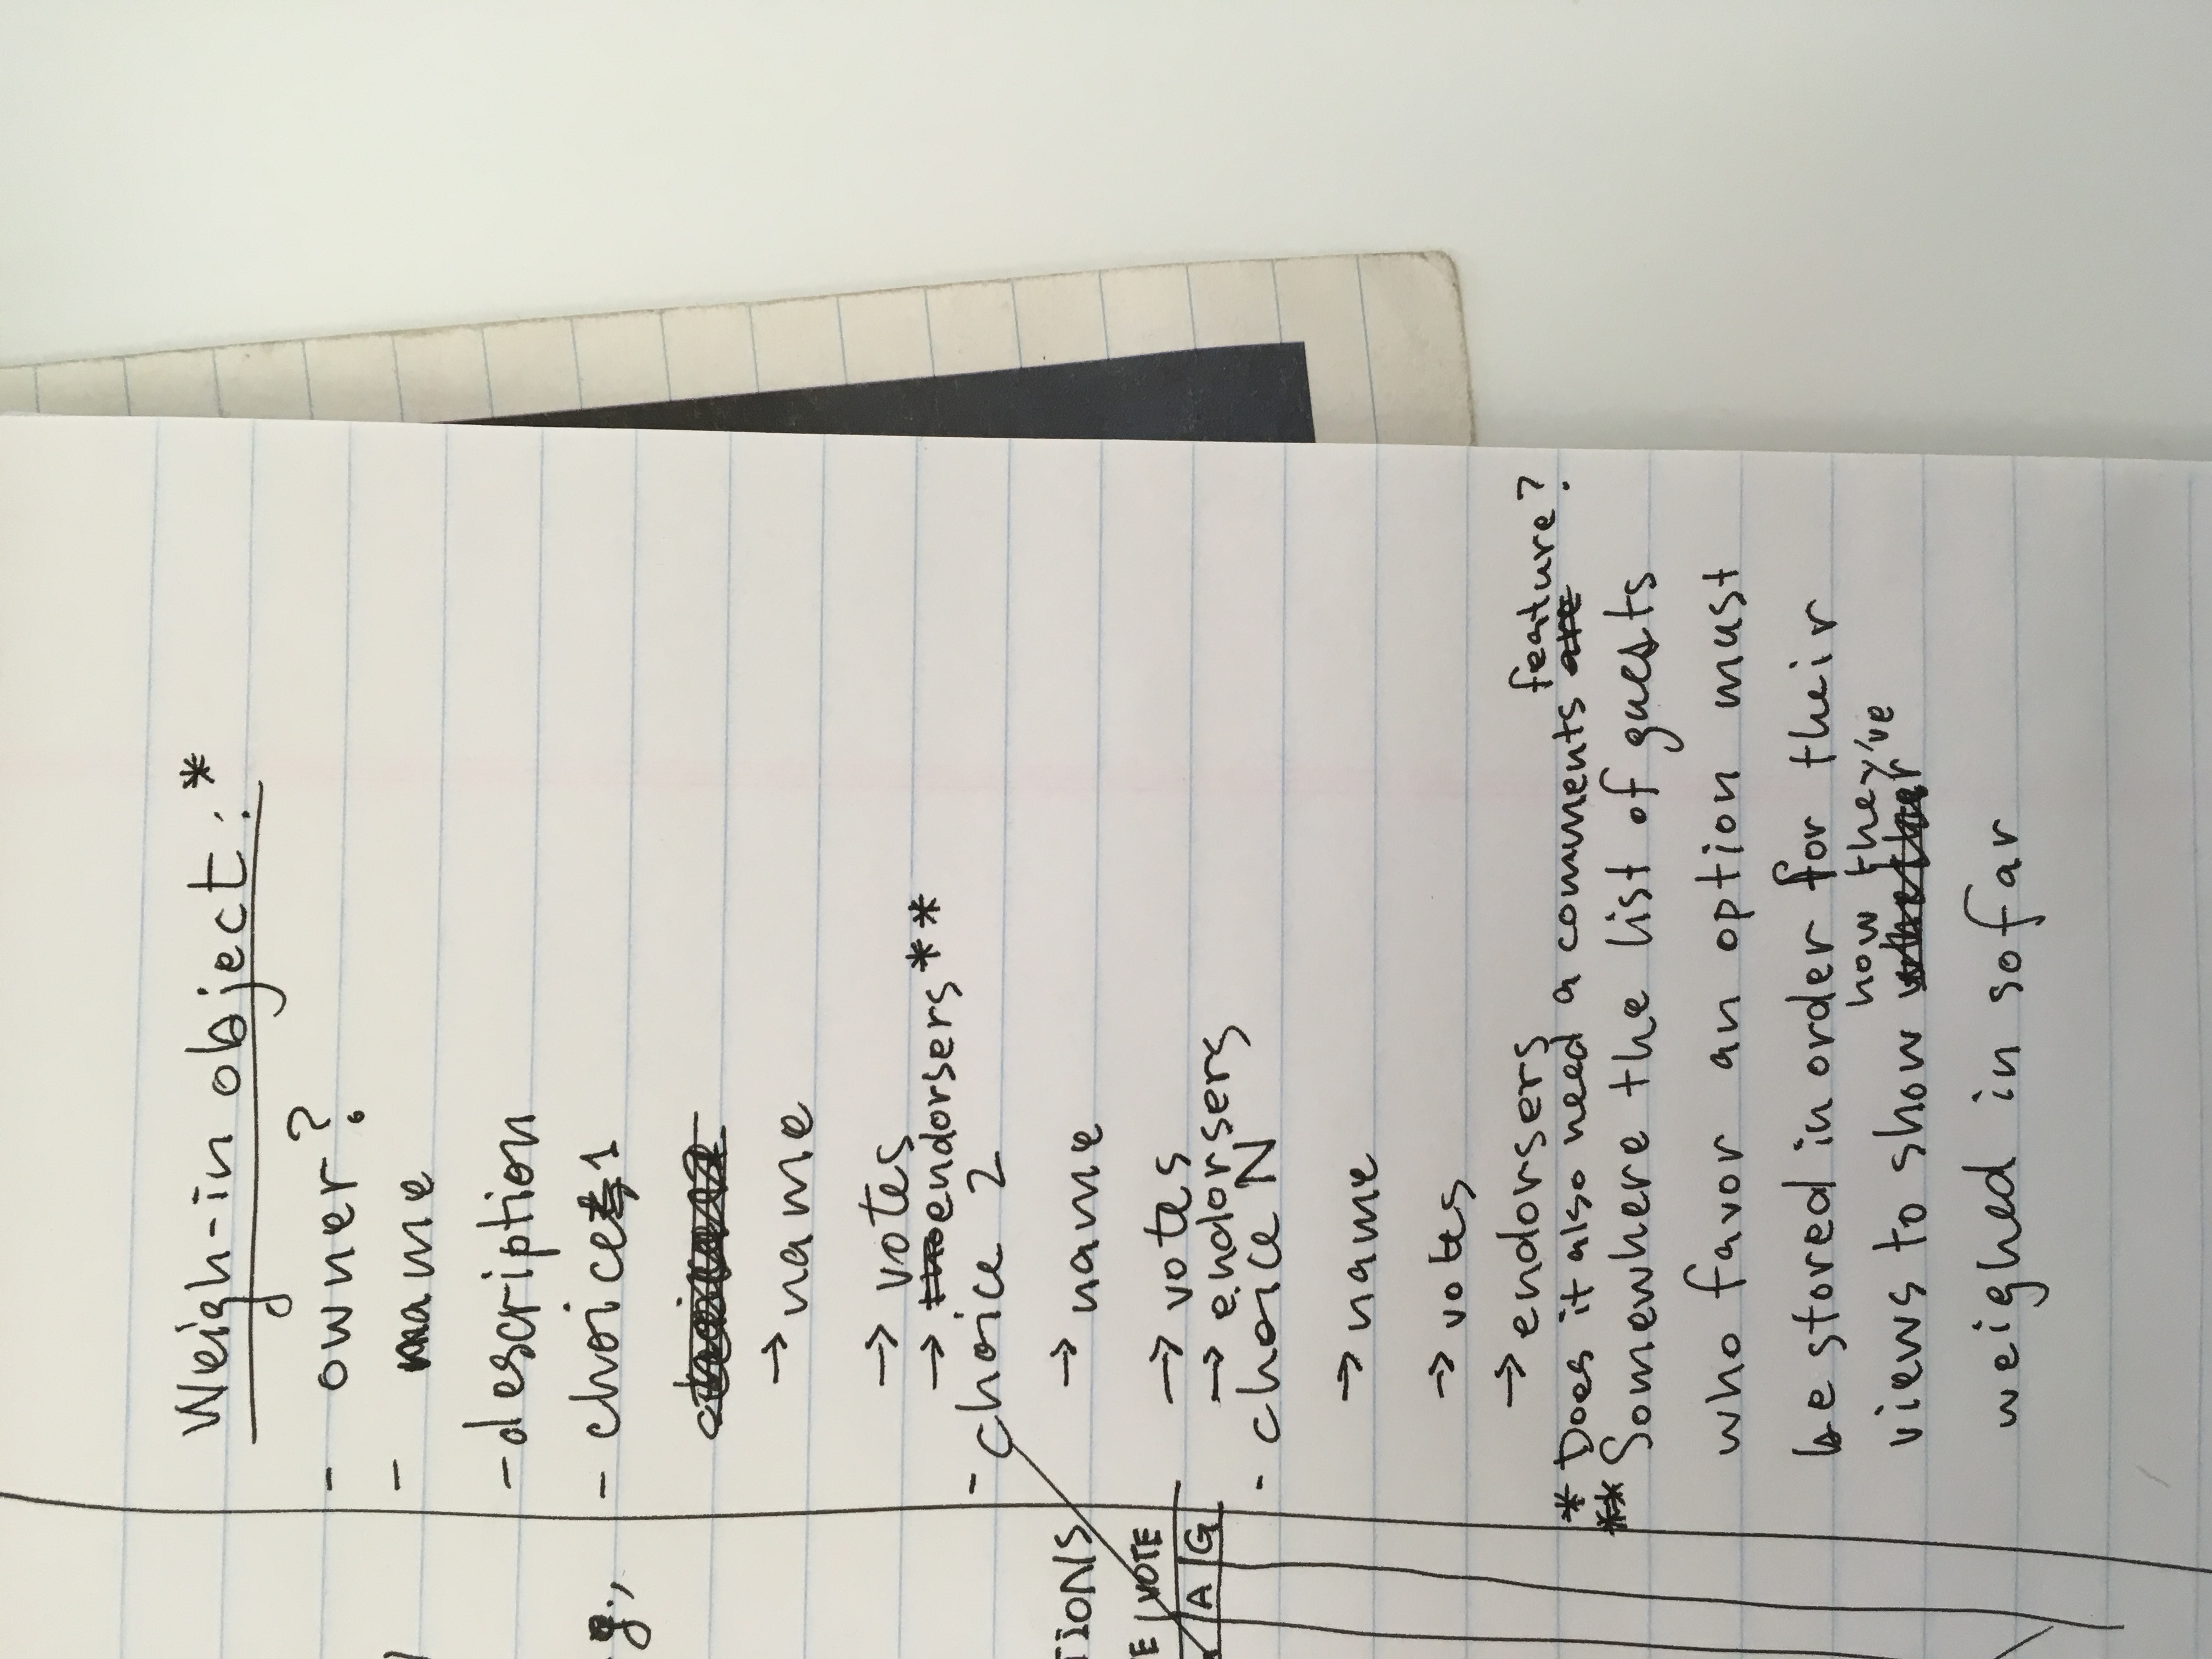 Weigh-in object:*
- owner?
- name
- description
- choice 1
→ name
→ votes
→ endorsers**
- choice 2
→ name
→ votes
→ endorsers
- choice N
→ name
→ votes
→ endorsers
* Does it also need a comments feature?
** Somewhere the list of guests
who favor an option must
be stored in order for their
views to show how they've
weighed in so far
g.,
TIONS
E VOTE
A G